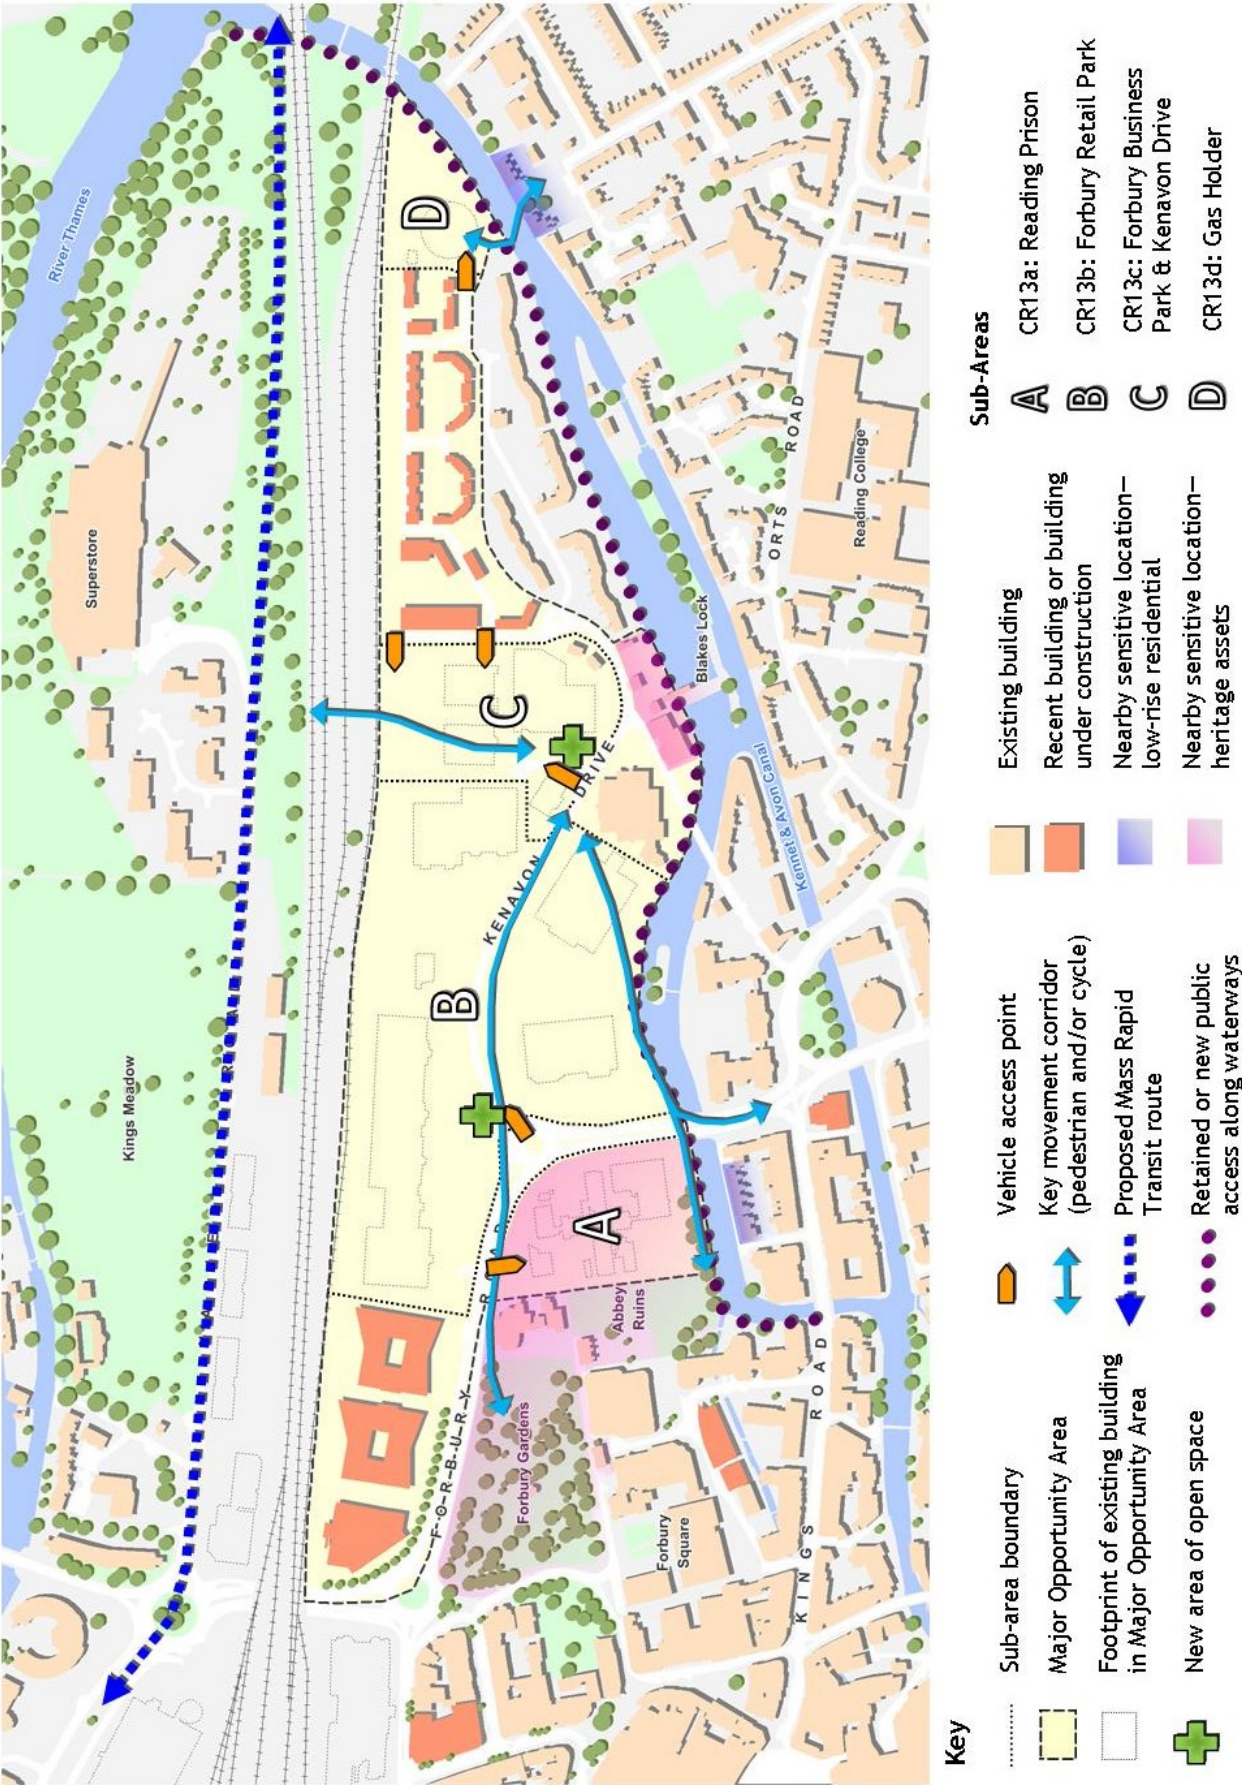 River Thames
Superstore
Kings Meadow
D
C
B
A
KENAVON
DRIVE
FORBURY
Forbury Gardens
Abbey
Ruins
Forbury
Square
KINGS
ROAD
Blakes Lock
Kennet & Avon Canal
ORTS ROAD
Reading College
Key
Sub-area boundary
Major Opportunity Area
Footprint of existing building
in Major Opportunity Area
New area of open space
Vehicle access point
Key movement corridor
(pedestrian and/or cycle)
Proposed Mass Rapid
Transit route
Retained or new public
access along waterways
Existing building
Recent building or building
under construction
Nearby sensitive location—
low-rise residential
Nearby sensitive location—
heritage assets
Sub-Areas
A CR13a: Reading Prison
B CR13b: Forbury Retail Park
C CR13c: Forbury Business
Park & Kenavon Drive
D CR13d: Gas Holder